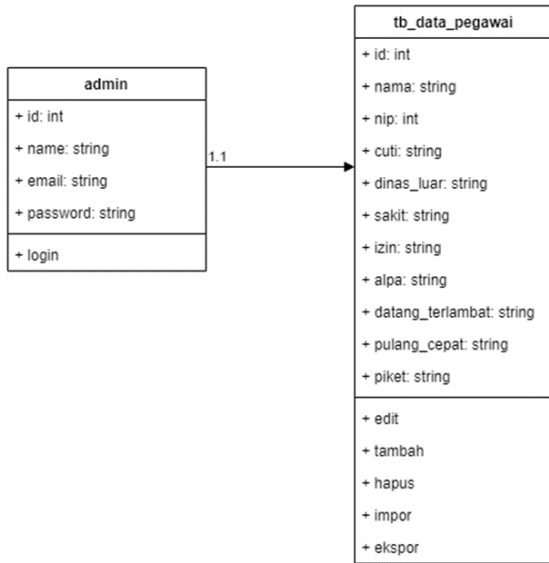 admin
+ id: int
+ name: string
+ email: string
+ password: string
+ login
1.1
tb_data_pegawai
+ id: int
+ nama: string
+ nip: int
+ cuti: string
+ dinas_luar: string
+ sakit: string
+ izin: string
+ alpa: string
+ datang_terlambat: string
+ pulang_cepat: string
+ piket: string
+ edit
+ tambah
+ hapus
+ impor
+ ekspor